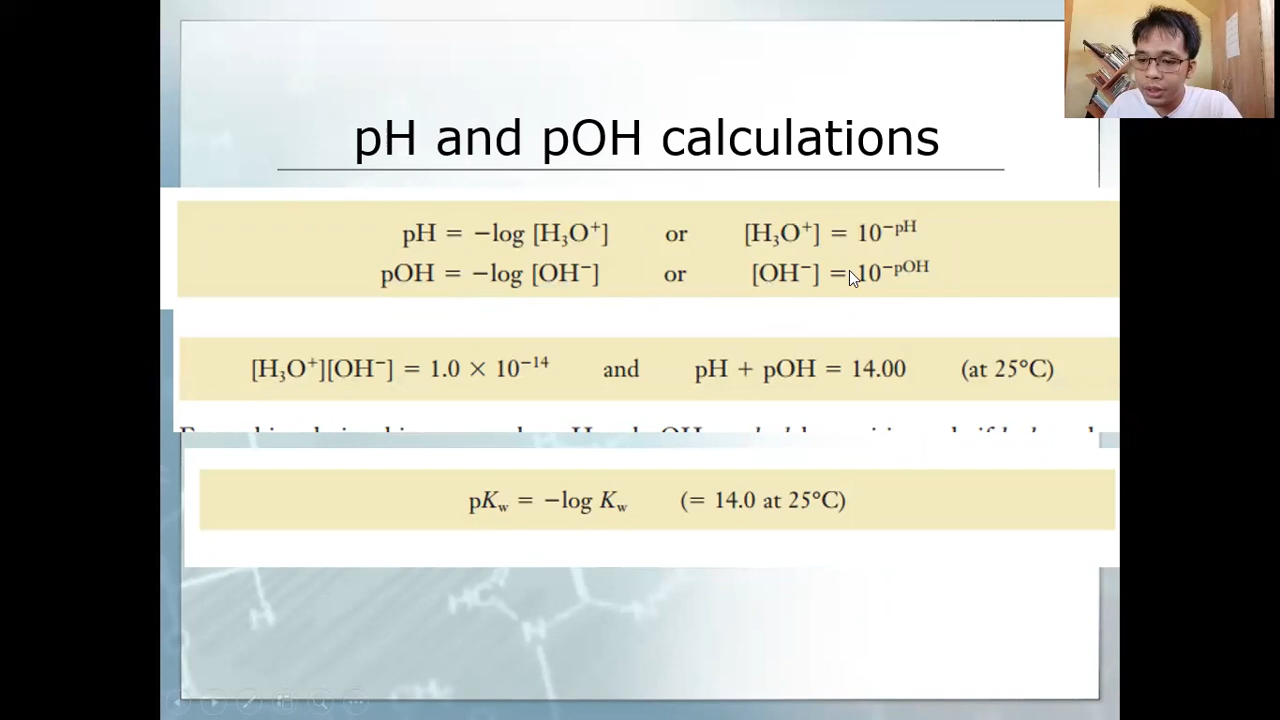 pH and pOH calculations
pH = −log [H₃O⁺] or [H₃O⁺] = 10⁻ᵖᴴ
pOH = −log [OH⁻] or [OH⁻] = 10⁻ᵖᴼᴴ
[H₃O⁺][OH⁻] = 1.0 × 10⁻¹⁴ and pH + pOH = 14.00 (at 25°C)
pKw = −log Kw (= 14.0 at 25°C)
HC
N
H
H